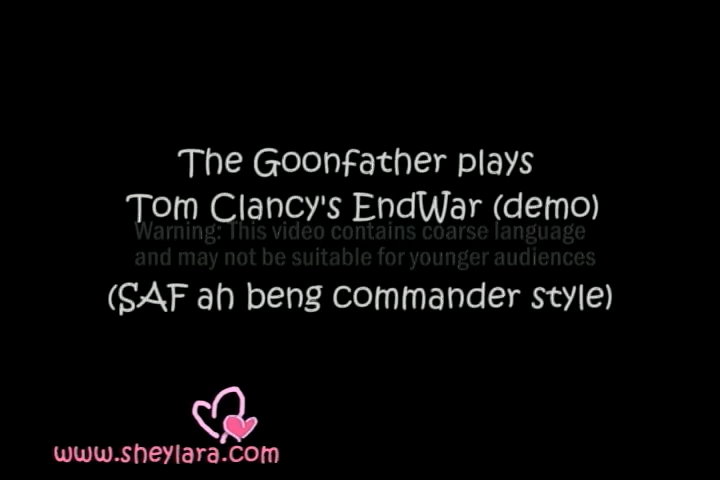 The Goonfather plays
Tom Clancy's EndWar (demo)
Warning: This video contains coarse language
and may not be suitable for younger audiences
(SAF ah beng commander style)
www.sheylara.com